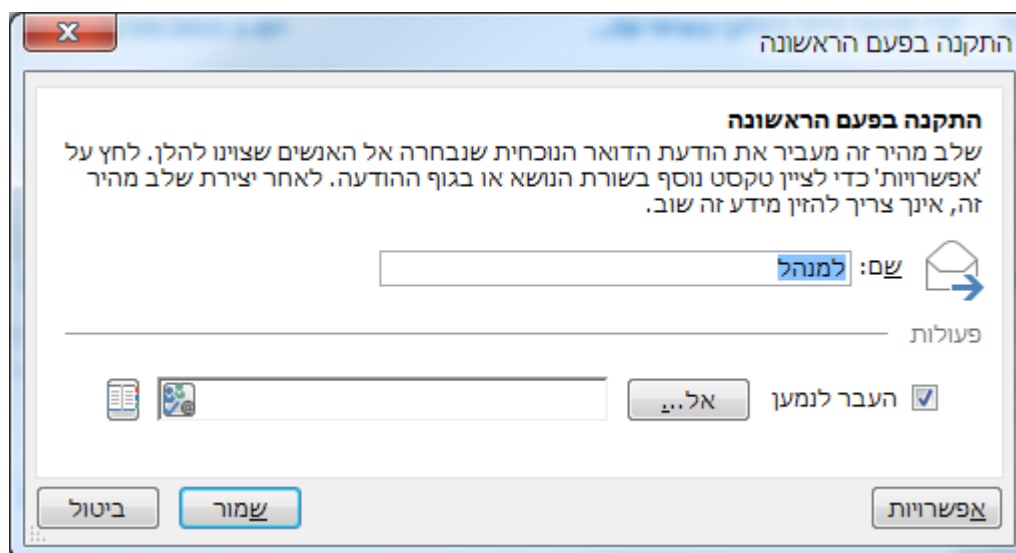 התקנה בפעם הראשונה
התקנה בפעם הראשונה
שלב מהיר זה מעביר את הודעת הדואר הנוכחית שנבחרה אל האנשים שצוינו להלן. לחץ על
'אפשרויות' כדי לציין טקסט נוסף בשורת הנושא או בגוף ההודעה. לאחר יצירת שלב מהיר
זה, אינך צריך להזין מידע זה שוב.
שם: למנהל
פעולות
העבר לנמען אל...
אפשרויות שמור ביטול